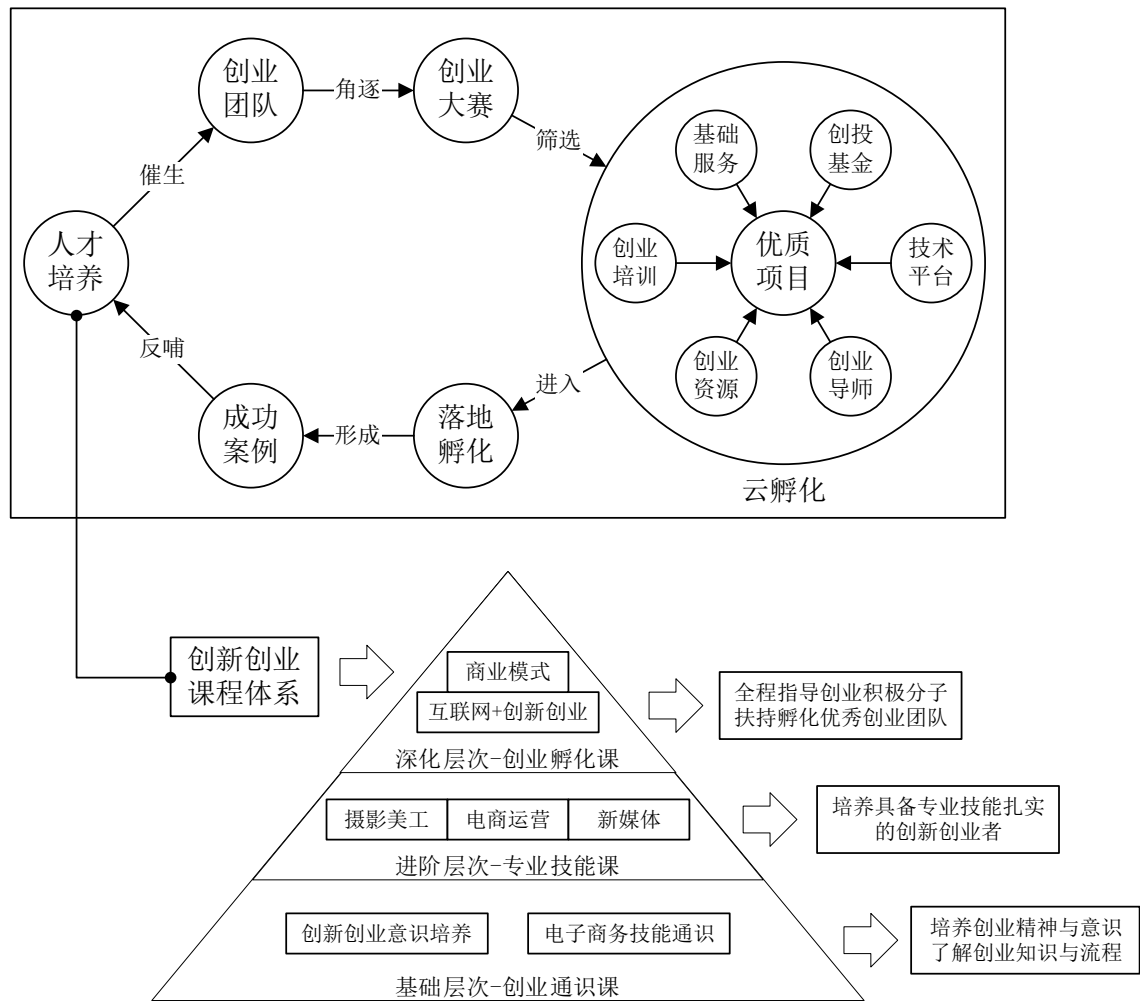 创业
团队
角逐
创业
大赛
筛选
基础
服务
创投
基金
催生
人才
培养
创业
培训
优质
项目
技术
平台
反哺
创业
资源
创业
导师
进入
成功
案例
形成
落地
孵化
云孵化
创新创业
课程体系
商业模式
互联网+创新创业
深化层次-创业孵化课
全程指导创业积极分子
扶持孵化优秀创业团队
摄影美工
电商运营
新媒体
进阶层次-专业技能课
培养具备专业技能扎实
的创新创业者
创新创业意识培养
电子商务技能通识
基础层次-创业通识课
培养创业精神与意识
了解创业知识与流程